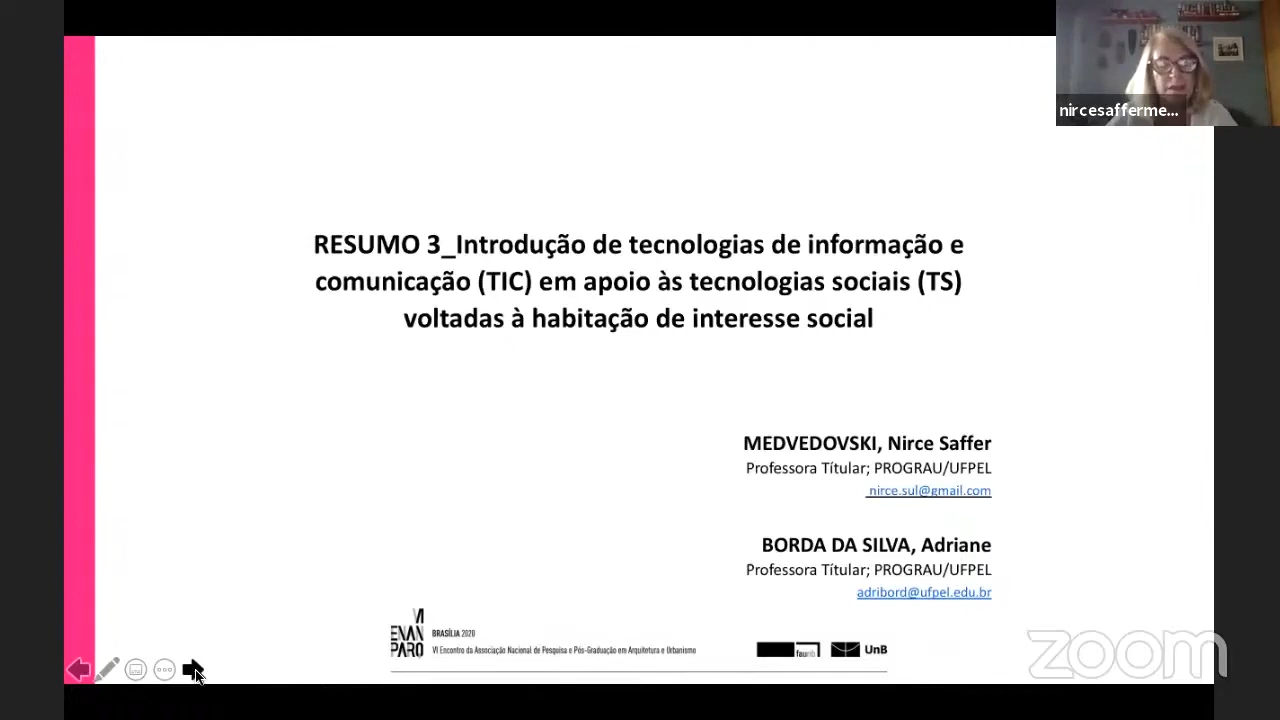 nircesafferme...
RESUMO 3_Introdução de tecnologias de informação e
comunicação (TIC) em apoio às tecnologias sociais (TS)
voltadas à habitação de interesse social
MEDVEDOVSKI, Nirce Saffer
Professora Títular; PROGRAU/UFPEL
nirce.sul@gmail.com
BORDA DA SILVA, Adriane
Professora Títular; PROGRAU/UFPEL
adribord@ufpel.edu.br
VI
ENAN
PARQ
BRASÍLIA 2020
VI Encontro da Associação Nacional de Pesquisa e Pós-Graduação em Arquitetura e Urbanismo
faunb
UnB
zoom